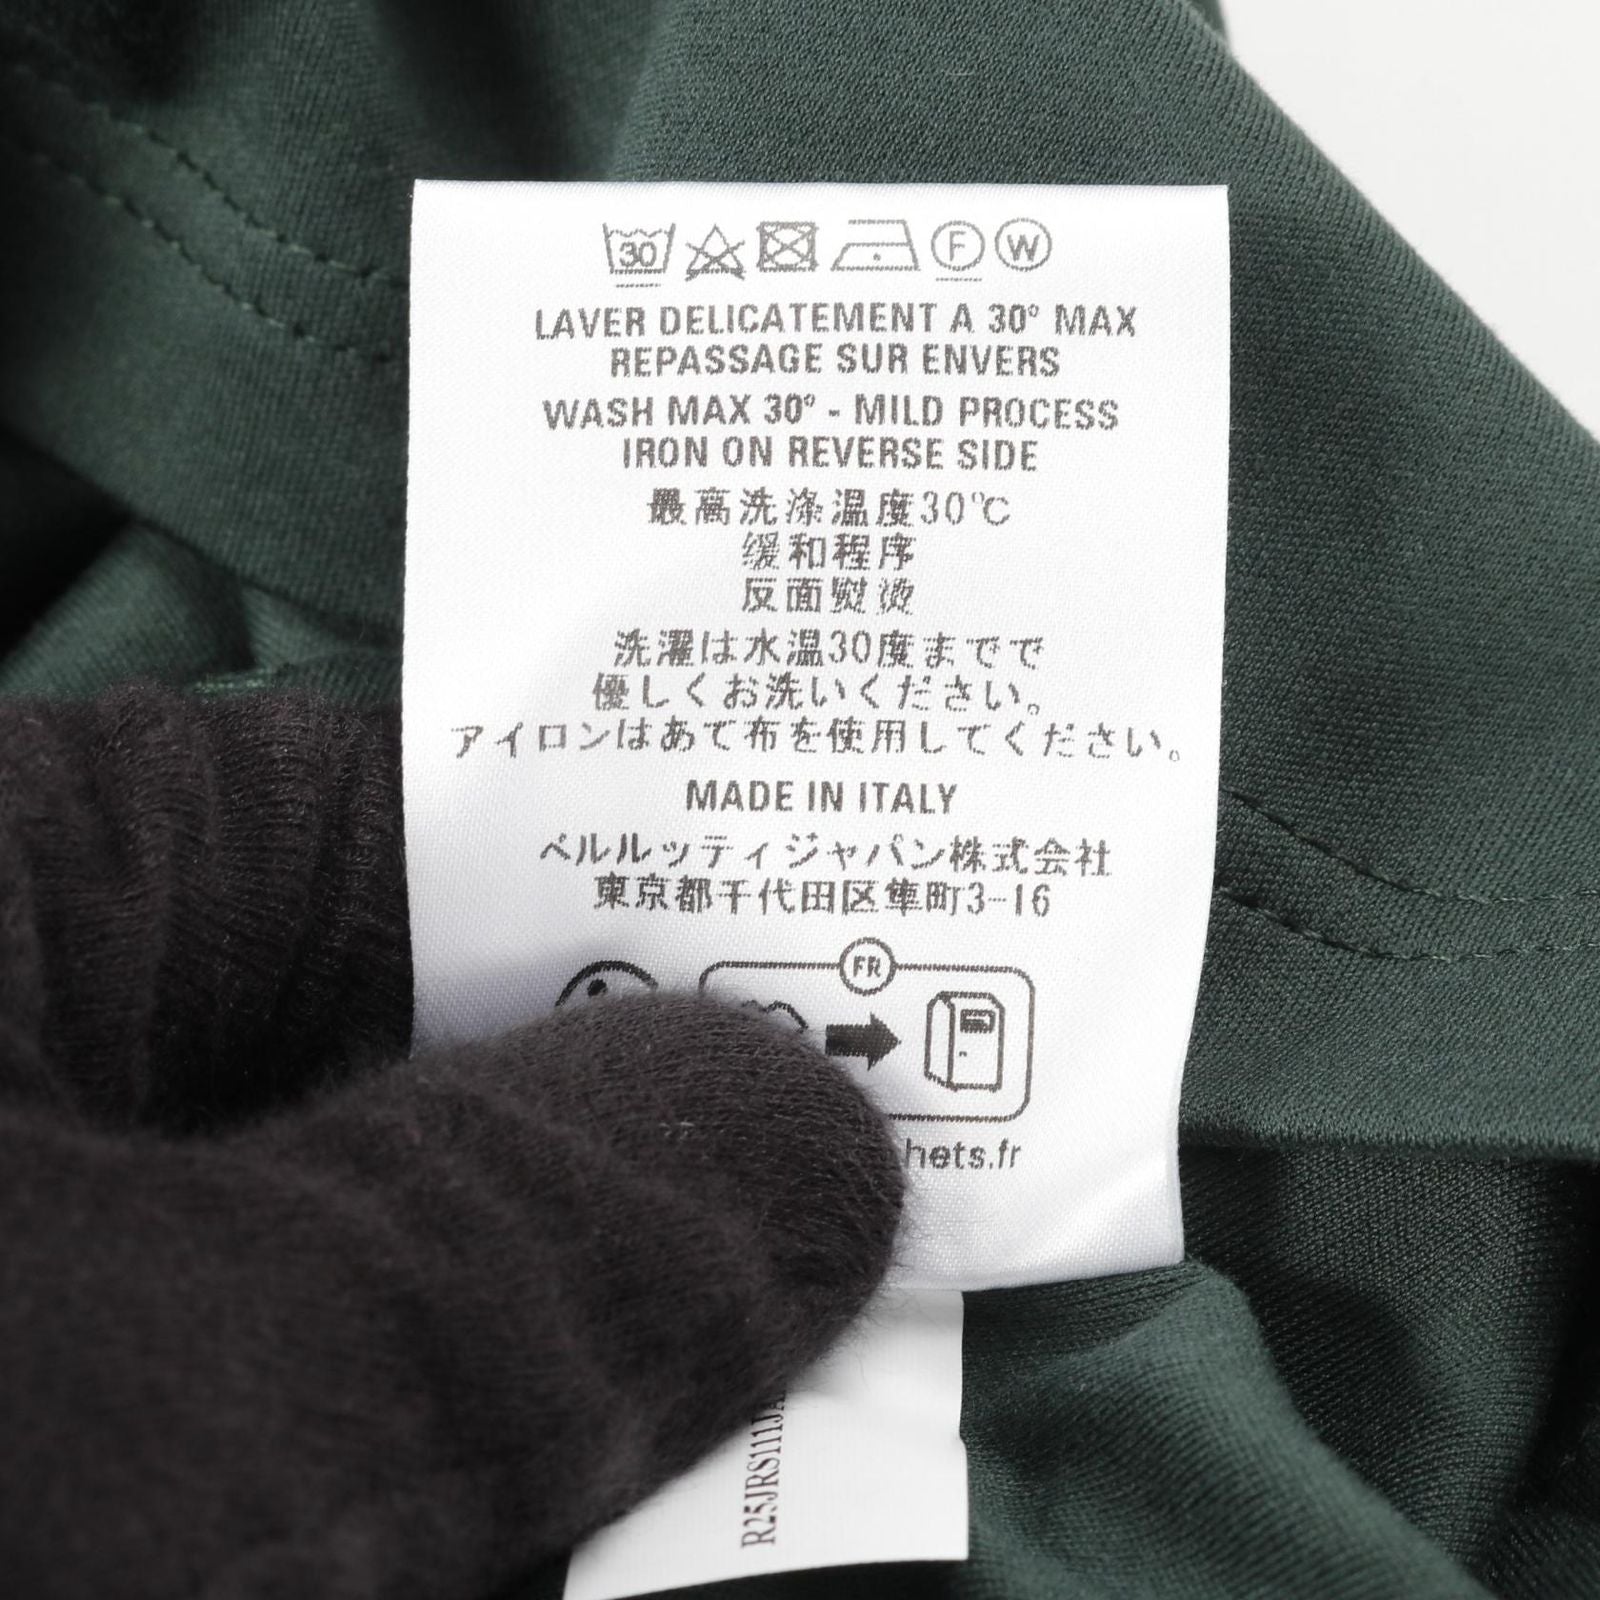 30 F W
LAVER DELICATEMENT A 30° MAX
REPASSAGE SUR ENVERS
WASH MAX 30° - MILD PROCESS
IRON ON REVERSE SIDE
最高洗涤温度30℃
缓和程序
反面熨烫
洗濯は水温30度までで
優しくお洗いください。
アイロンはあて布を使用してください。
MADE IN ITALY
ベルルッティジャパン株式会社
東京都千代田区隼町3-16
FR
hets.fr
R25JRS111JA